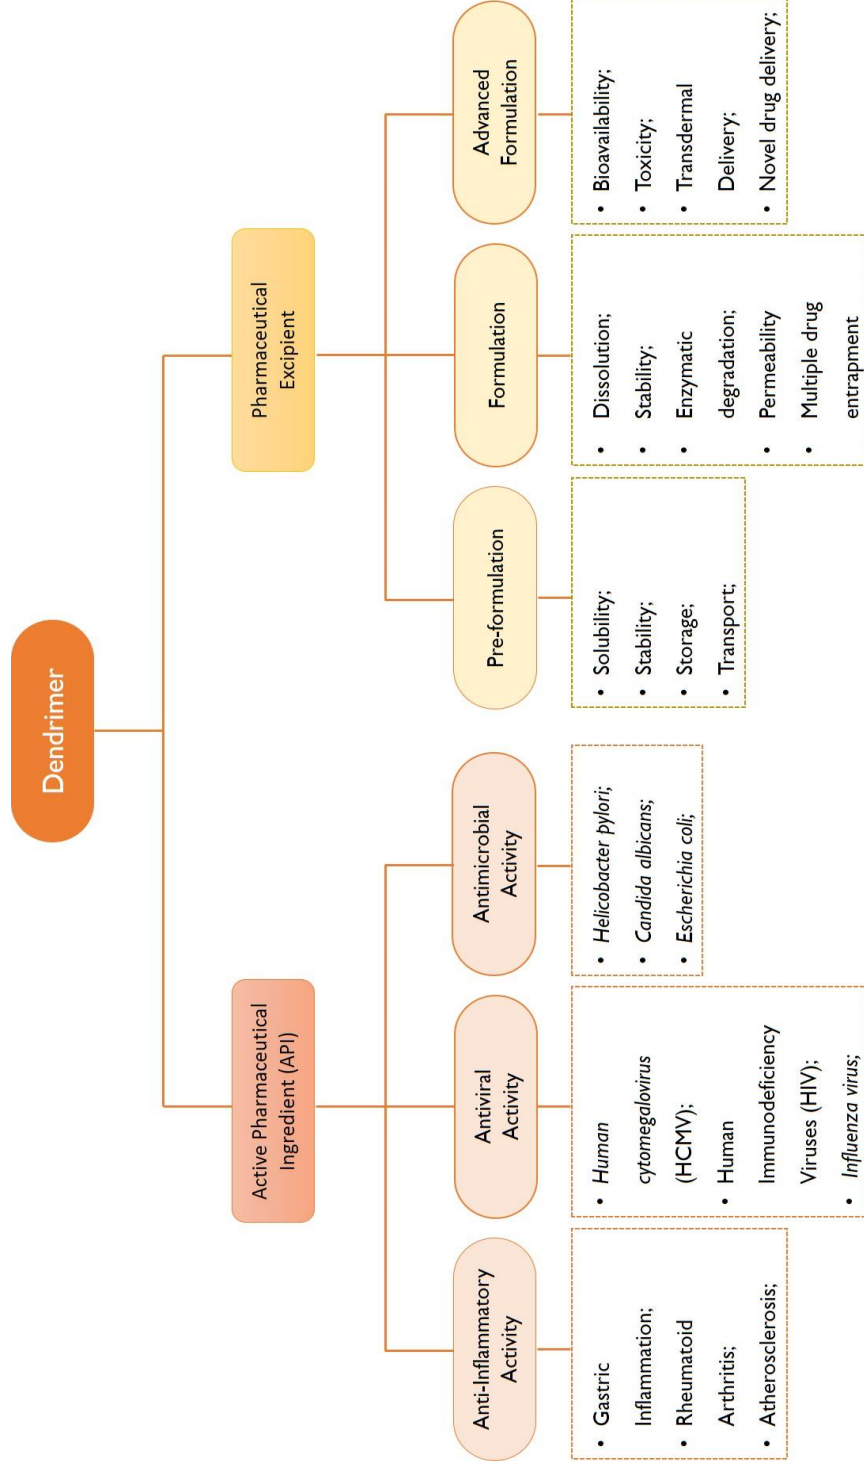 Dendrimer
Active Pharmaceutical
Ingredient (API)
Pharmaceutical
Excipient
Anti-Inflammatory
Activity
Antiviral
Activity
Antimicrobial
Activity
Pre-formulation
Formulation
Advanced
Formulation
• Gastric
Inflammation;
• Rheumatoid
Arthritis;
• Atherosclerosis;
• Human
cytomegalovirus
(HCMV);
• Human
Immunodeficiency
Viruses (HIV);
• Influenza virus;
• Helicobacter pylori;
• Candida albicans;
• Escherichia coli;
• Solubility;
• Stability;
• Storage;
• Transport;
• Dissolution;
• Stability;
• Enzymatic
degradation;
• Permeability
• Multiple drug
entrapment
• Bioavailability;
• Toxicity;
• Transdermal
Delivery;
• Novel drug delivery;